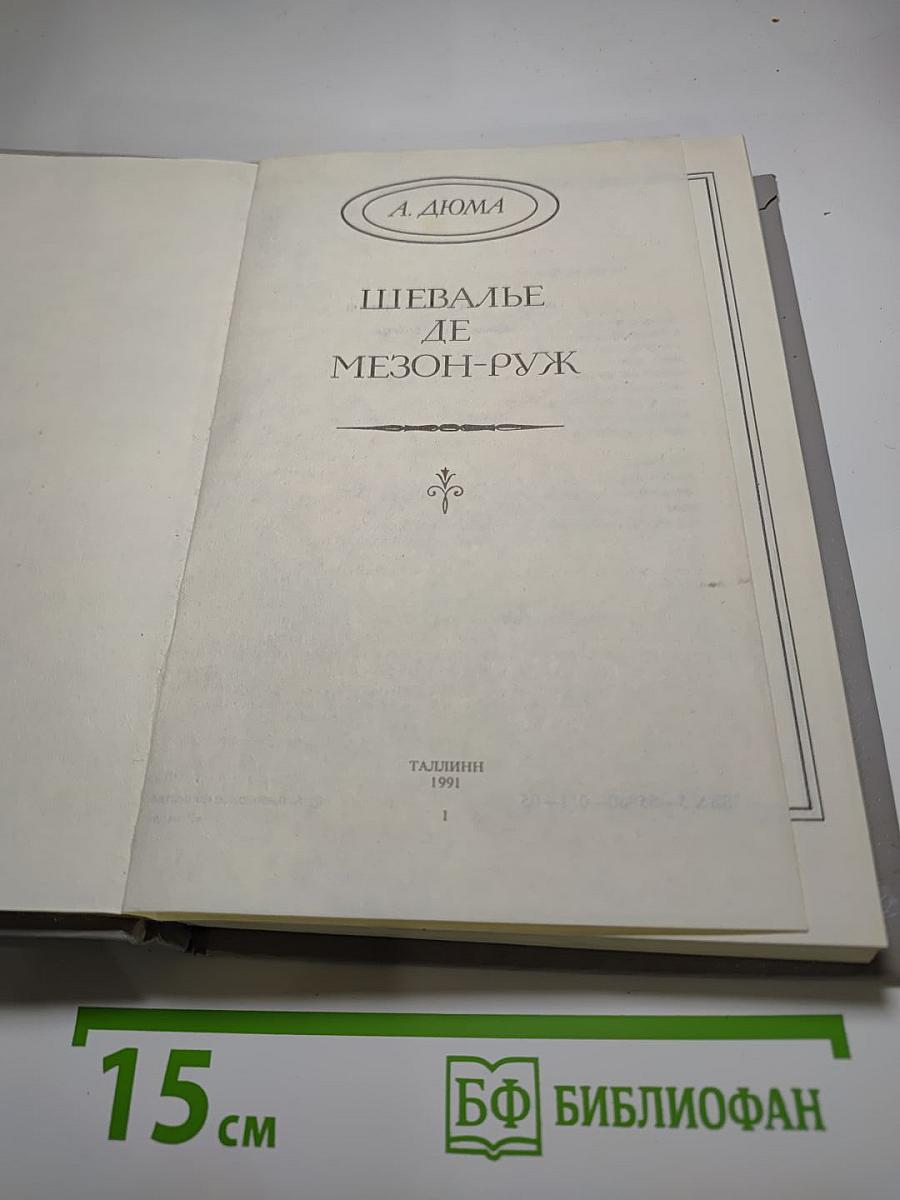 А. ДЮМА
ШЕВАЛЬЕ
ДЕ
МЕЗОН-РУЖ
ТАЛЛИНН
1991
1
15 см
БФ БИБЛИОФАН